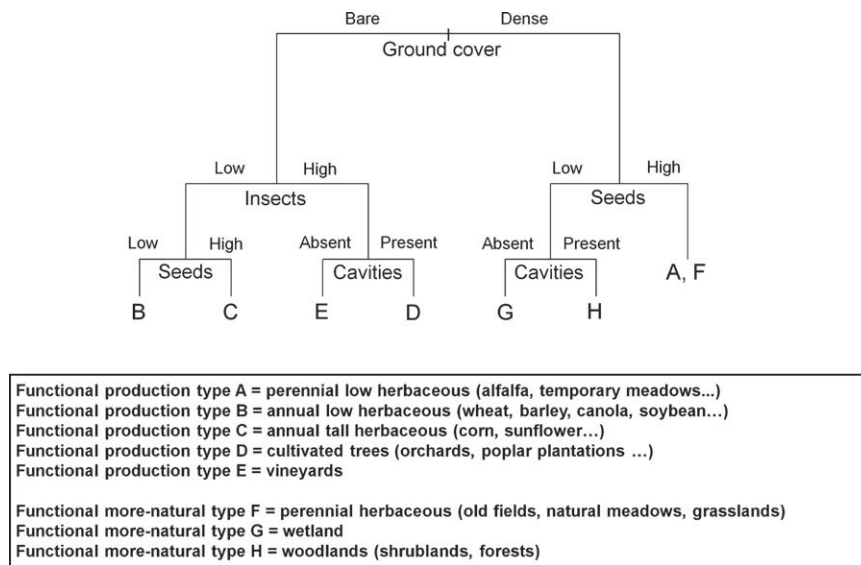 Bare Dense
Ground cover
Low High Low High
Insects Seeds
Low High Absent Present Absent Present
Seeds Cavities Cavities A, F
B C E D G H
Functional production type A = perennial low herbaceous (alfalfa, temporary meadows...)
Functional production type B = annual low herbaceous (wheat, barley, canola, soybean…)
Functional production type C = annual tall herbaceous (corn, sunflower…)
Functional production type D = cultivated trees (orchards, poplar plantations …)
Functional production type E = vineyards
Functional more-natural type F = perennial herbaceous (old fields, natural meadows, grasslands)
Functional more-natural type G = wetland
Functional more-natural type H = woodlands (shrublands, forests)